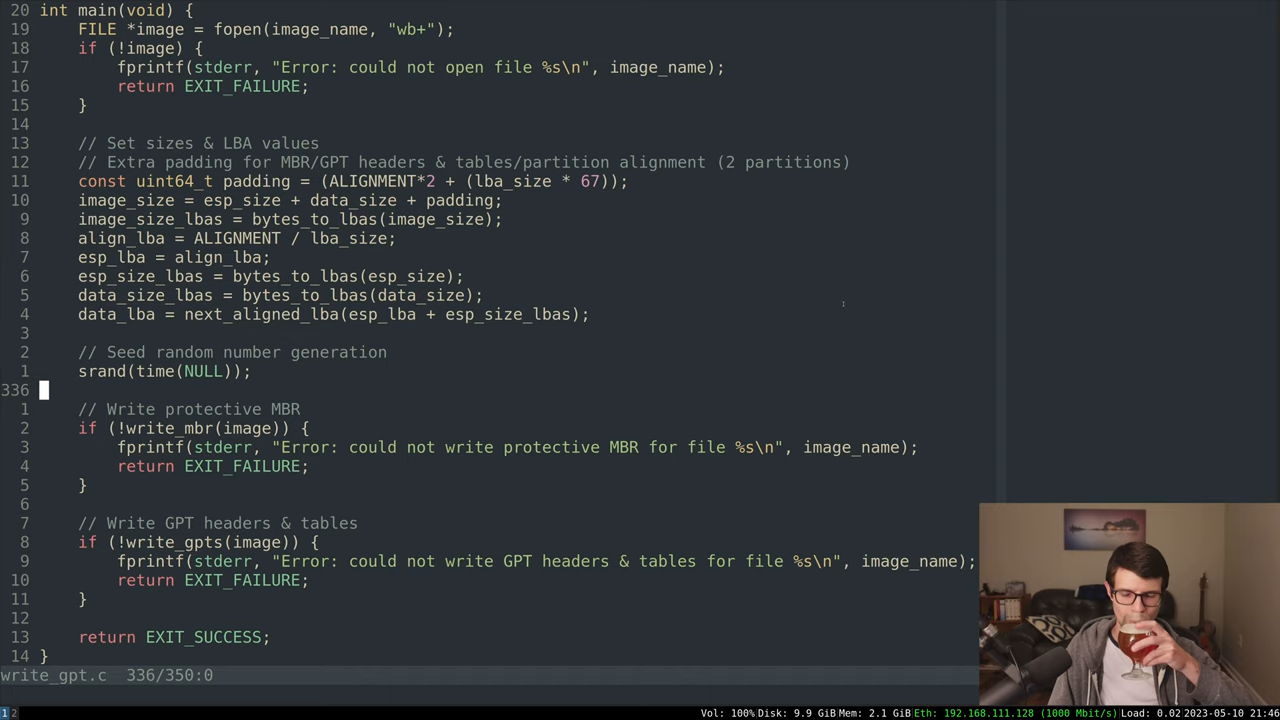 20 int main(void) {
19     FILE *image = fopen(image_name, "wb+");
18     if (!image) {
17         fprintf(stderr, "Error: could not open file %s\n", image_name);
16         return EXIT_FAILURE;
15     }
14
13     // Set sizes & LBA values
12     // Extra padding for MBR/GPT headers & tables/partition alignment (2 partitions)
11     const uint64_t padding = (ALIGNMENT*2 + (lba_size * 67));
10     image_size = esp_size + data_size + padding;
9     image_size_lbas = bytes_to_lbas(image_size);
8     align_lba = ALIGNMENT / lba_size;
7     esp_lba = align_lba;
6     esp_size_lbas = bytes_to_lbas(esp_size);
5     data_size_lbas = bytes_to_lbas(data_size);
4     data_lba = next_aligned_lba(esp_lba + esp_size_lbas);
3
2     // Seed random number generation
1     srand(time(NULL));
336
1     // Write protective MBR
2     if (!write_mbr(image)) {
3         fprintf(stderr, "Error: could not write protective MBR for file %s\n", image_name);
4         return EXIT_FAILURE;
5     }
6
7     // Write GPT headers & tables
8     if (!write_gpts(image)) {
9         fprintf(stderr, "Error: could not write GPT headers & tables for file %s\n", image_name);
10         return EXIT_FAILURE;
11     }
12
13     return EXIT_SUCCESS;
14 }
write_gpt.c  336/350:0
1 2 Vol: 100% Disk: 9.9 GiB Mem: 2.1 GiB Eth: 192.168.111.128 (1000 Mbit/s) Load: 0.02 2023-05-10 21:46